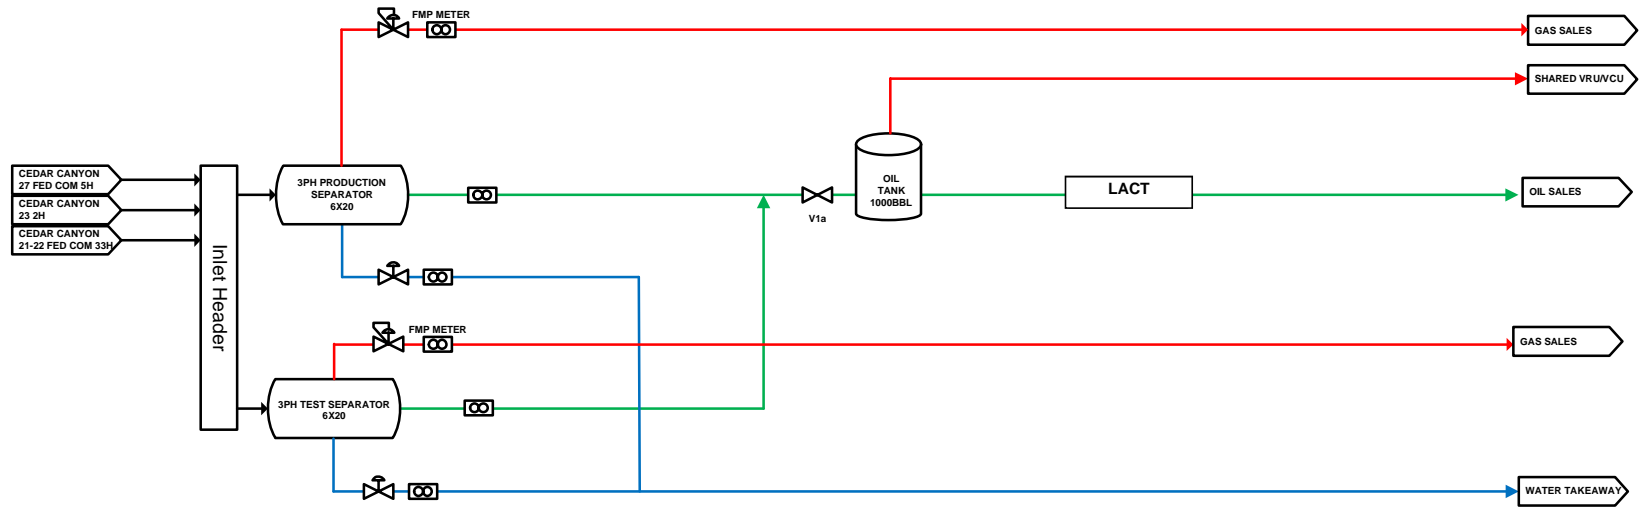 FMP METER
GAS SALES
SHARED VRU/VCU
CEDAR CANYON
27 FED COM 5H
CEDAR CANYON
23 2H
CEDAR CANYON
21-22 FED COM 33H
Inlet Header
3PH PRODUCTION
SEPARATOR
6X20
V1a
OIL
TANK
1000BBL
LACT
OIL SALES
FMP METER
GAS SALES
3PH TEST SEPARATOR
6X20
WATER TAKEAWAY